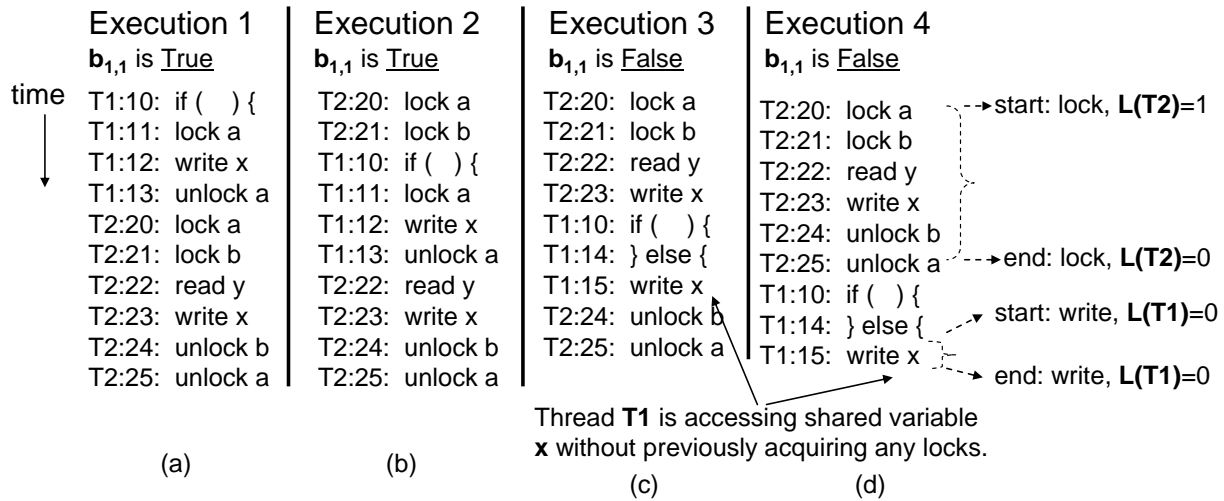 Execution 1
b1,1 is True
time
T1:10: if ( ) {
T1:11: lock a
T1:12: write x
T1:13: unlock a
T2:20: lock a
T2:21: lock b
T2:22: read y
T2:23: write x
T2:24: unlock b
T2:25: unlock a
(a)
Execution 2
b1,1 is True
T2:20: lock a
T2:21: lock b
T1:10: if ( ) {
T1:11: lock a
T1:12: write x
T1:13: unlock a
T2:22: read y
T2:23: write x
T2:24: unlock b
T2:25: unlock a
(b)
Execution 3
b1,1 is False
T2:20: lock a
T2:21: lock b
T2:22: read y
T2:23: write x
T1:10: if ( ) {
T1:14: } else {
T1:15: write x
T2:24: unlock b
T2:25: unlock a
(c)
Execution 4
b1,1 is False
T2:20: lock a
T2:21: lock b
T2:22: read y
T2:23: write x
T2:24: unlock b
T2:25: unlock a
T1:10: if ( ) {
T1:14: } else {
T1:15: write x
start: lock, L(T2)=1
end: lock, L(T2)=0
start: write, L(T1)=0
end: write, L(T1)=0
Thread T1 is accessing shared variable
x without previously acquiring any locks.
(d)